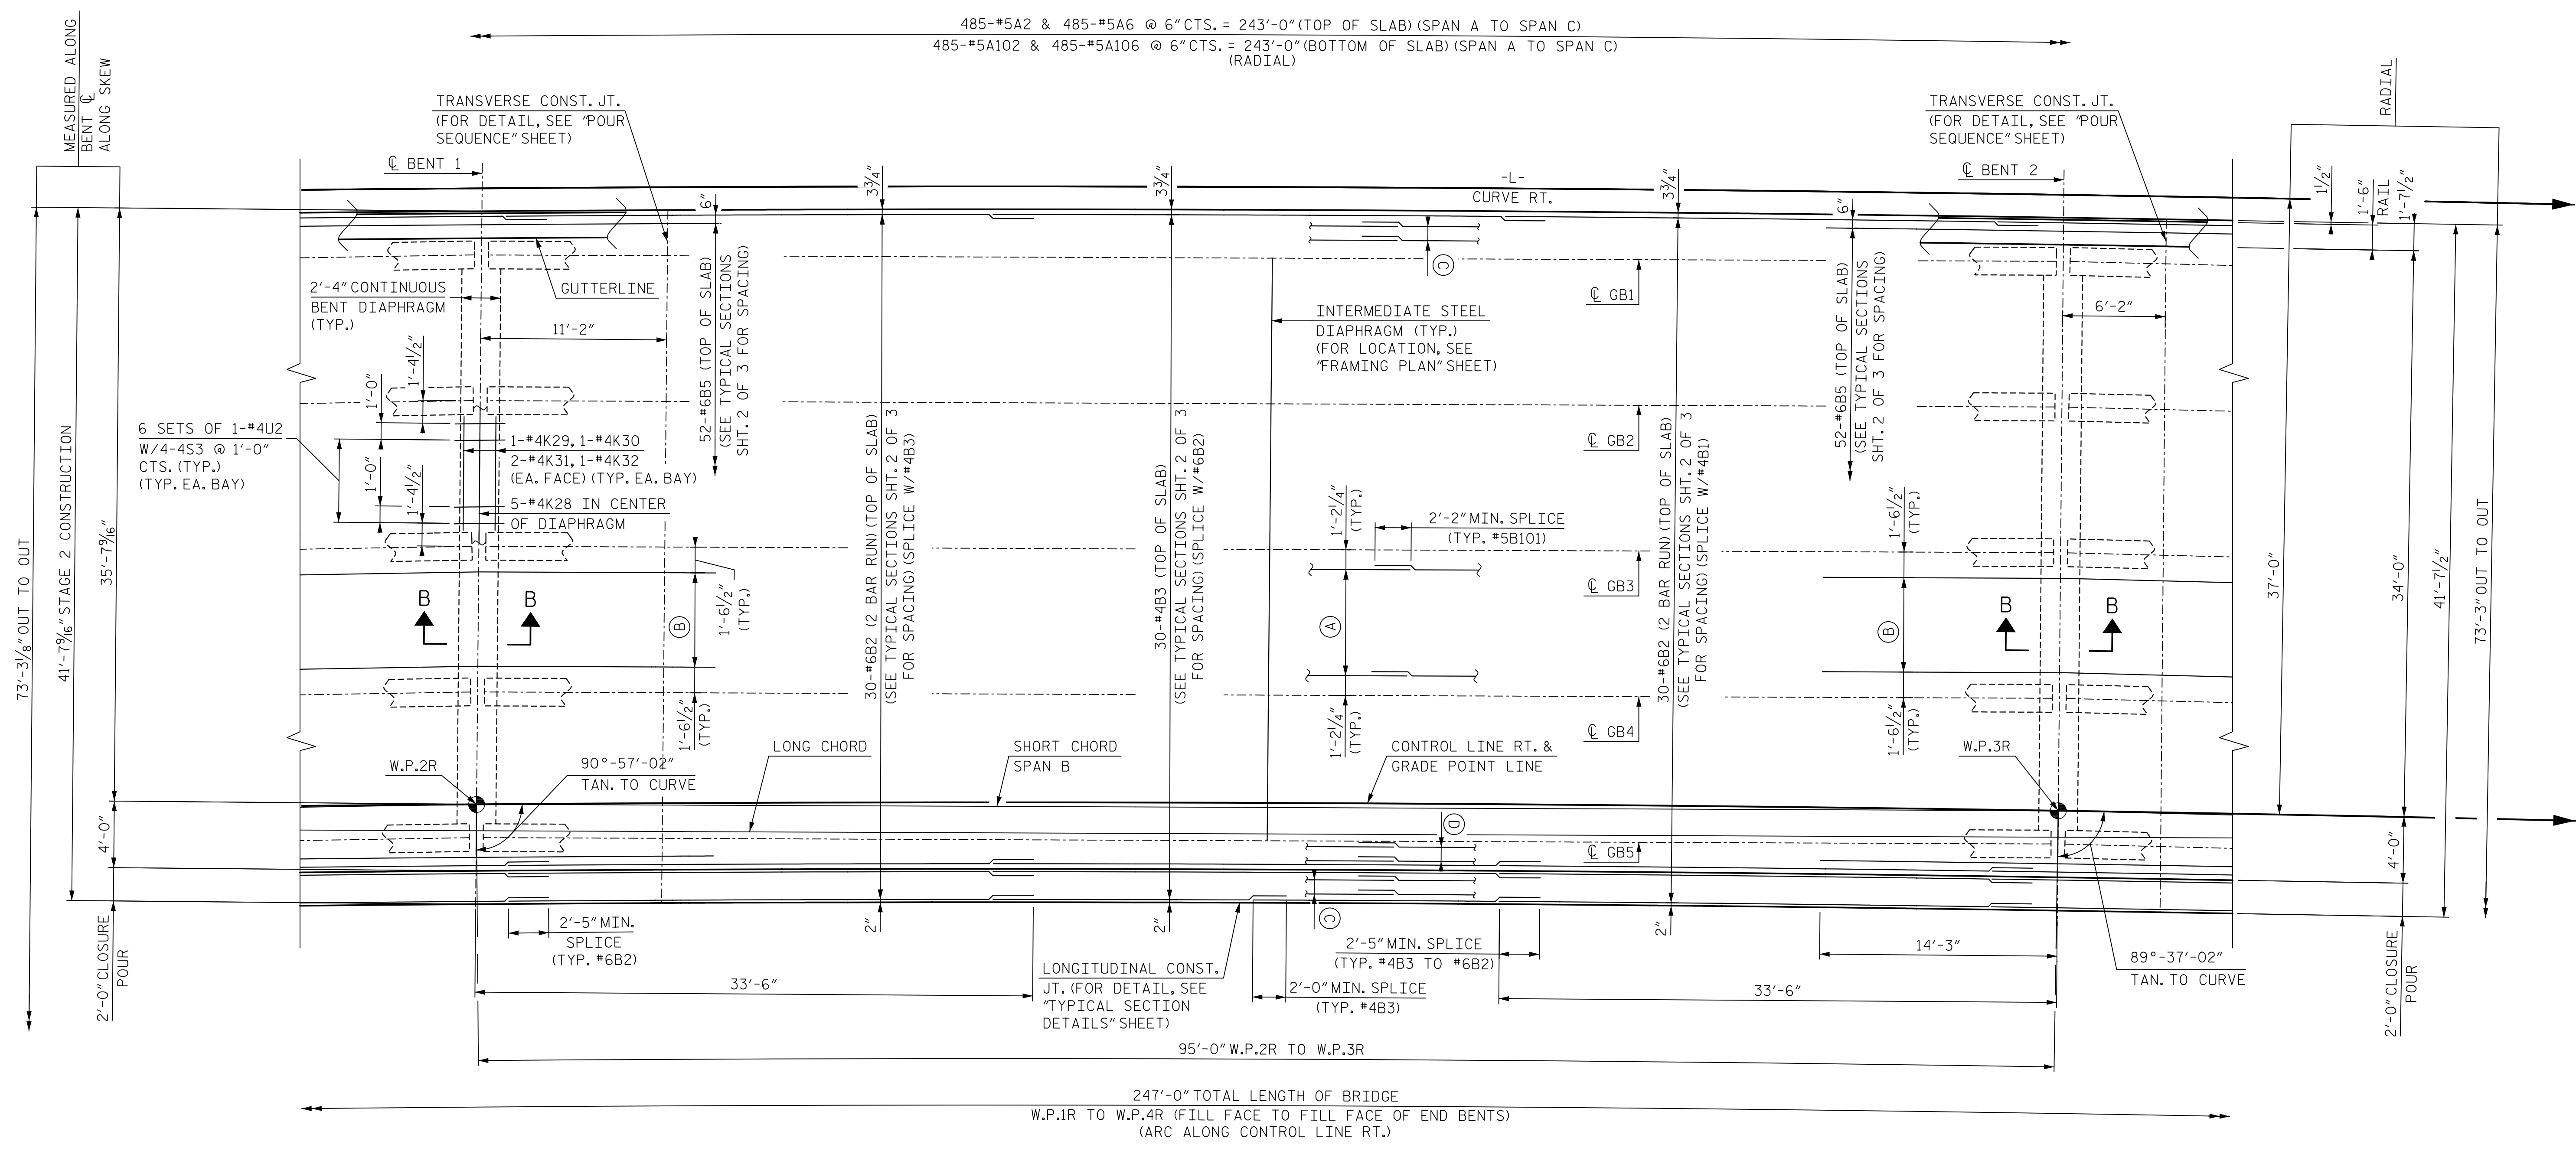 485-#5A2 & 485-#5A6 @ 6" CTS. = 243'-0" (TOP OF SLAB) (SPAN A TO SPAN C)
485-#5A102 & 485-#5A106 @ 6" CTS. = 243'-0" (BOTTOM OF SLAB) (SPAN A TO SPAN C)
(RADIAL)
MEASURED ALONG
BENT ℄
ALONG SKEW
RADIAL
TRANSVERSE CONST. JT.
(FOR DETAIL, SEE "POUR
SEQUENCE" SHEET)
℄ BENT 1
TRANSVERSE CONST. JT.
(FOR DETAIL, SEE "POUR
SEQUENCE" SHEET)
℄ BENT 2
-L-
CURVE RT.
3¾"
3¾"
3¾"
6"
6"
1½"
1'-6"
RAIL
1'-7½"
2'-4" CONTINUOUS
BENT DIAPHRAGM
(TYP.)
GUTTERLINE
11'-2"
6'-2"
52-#6B5 (TOP OF SLAB)
(SEE TYPICAL SECTIONS
SHT. 2 OF 3 FOR SPACING)
52-#6B5 (TOP OF SLAB)
(SEE TYPICAL SECTIONS
SHT. 2 OF 3 FOR SPACING)
C
℄ GB1
INTERMEDIATE STEEL
DIAPHRAGM (TYP.)
(FOR LOCATION, SEE
"FRAMING PLAN" SHEET)
1'-4½"
1'-0"
1'-0"
1'-4½"
6 SETS OF 1-#4U2
W/4-4S3 @ 1'-0"
CTS. (TYP.)
(TYP. EA. BAY)
1-#4K29, 1-#4K30
2-#4K31, 1-#4K32
(EA. FACE) (TYP. EA. BAY)
5-#4K28 IN CENTER
OF DIAPHRAGM
℄ GB2
30-#6B2 (2 BAR RUN) (TOP OF SLAB)
(SEE TYPICAL SECTIONS SHT. 2 OF 3
FOR SPACING) (SPLICE W/#4B3)
30-#4B3 (TOP OF SLAB)
(SEE TYPICAL SECTIONS SHT. 2 OF 3
FOR SPACING) (SPLICE W/#6B2)
30-#6B2 (2 BAR RUN) (TOP OF SLAB)
(SEE TYPICAL SECTIONS SHT. 2 OF 3
FOR SPACING) (SPLICE W/#4B1)
73'-3⅛" OUT TO OUT
41'-7⁹⁄₁₆" STAGE 2 CONSTRUCTION
35'-7⁹⁄₁₆"
4'-0"
2'-0" CLOSURE
POUR
1'-2¼"
(TYP.)
2'-2" MIN. SPLICE
(TYP. #5B101)
1'-6½"
(TYP.)
1'-6½"
(TYP.)
℄ GB3
B
B
B
A
B
B
B
1'-6½"
(TYP.)
1'-2¼"
(TYP.)
1'-6½"
(TYP.)
℄ GB4
37'-0"
34'-0"
41'-7½"
73'-3" OUT TO OUT
W.P.2R
90°-57'-02"
TAN. TO CURVE
LONG CHORD
SHORT CHORD
SPAN B
CONTROL LINE RT. &
GRADE POINT LINE
W.P.3R
D
℄ GB5
4'-0"
2'-0" CLOSURE
POUR
C
2"
2"
2"
2'-5" MIN.
SPLICE
(TYP. #6B2)
33'-6"
LONGITUDINAL CONST.
JT. (FOR DETAIL, SEE
"TYPICAL SECTION
DETAILS" SHEET)
2'-5" MIN. SPLICE
(TYP. #4B3 TO #6B2)
2'-0" MIN. SPLICE
(TYP. #4B3)
33'-6"
14'-3"
89°-37'-02"
TAN. TO CURVE
95'-0" W.P.2R TO W.P.3R
247'-0" TOTAL LENGTH OF BRIDGE
W.P.1R TO W.P.4R (FILL FACE TO FILL FACE OF END BENTS)
(ARC ALONG CONTROL LINE RT.)